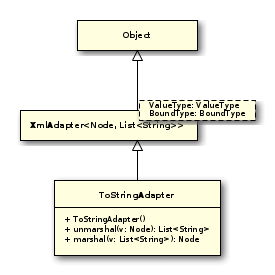 Object
ValueType: ValueType
BoundType: BoundType
XmlAdapter<Node, List<String>>
ToStringAdapter
+ ToStringAdapter()
+ unmarshal(v: Node): List<String>
+ marshal(v: List<String>): Node